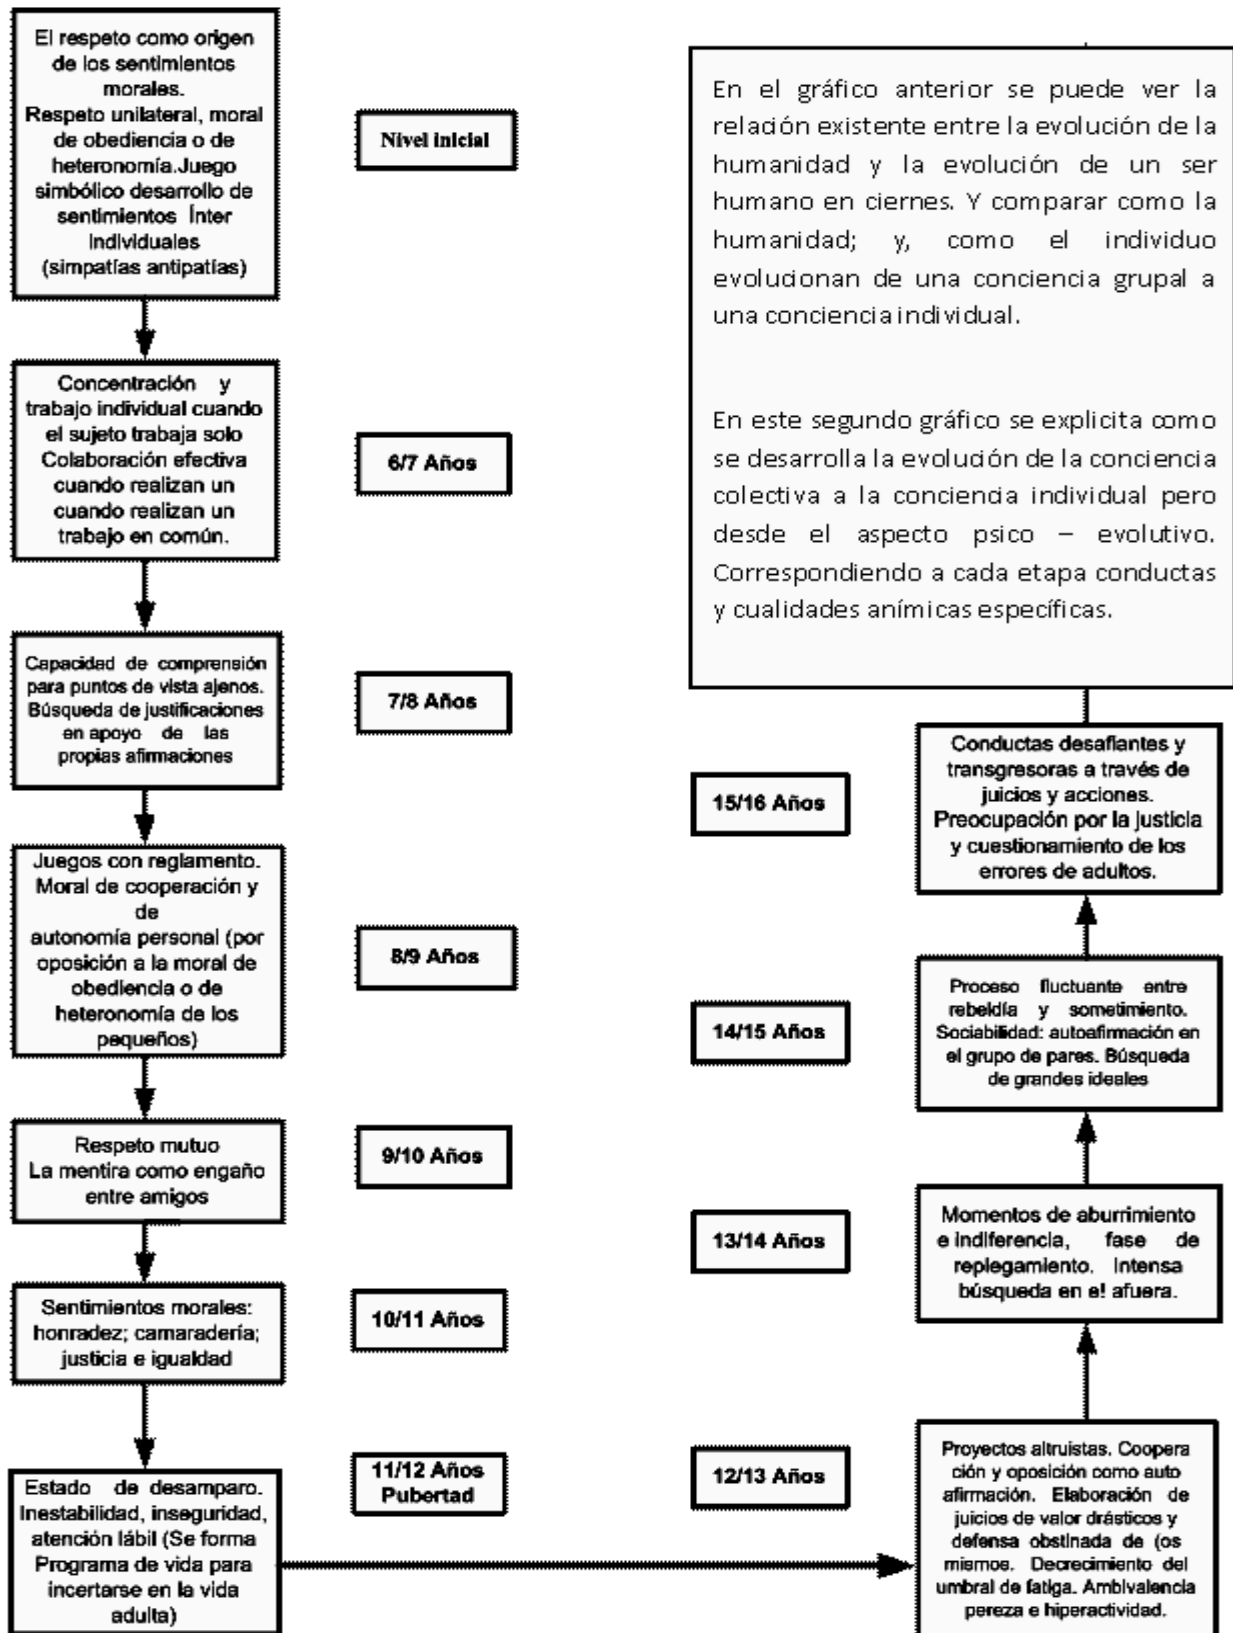 El respeto como origen
de los sentimientos
morales.
Respeto unilateral, moral
de obediencia o de
heteronomía.Juego
simbólico desarrollo de
sentimientos Ínter
Individuales
(simpatías antipatías)
Nivel inicial
Concentración y
trabajo individual cuando
el sujeto trabaja solo
Colaboración efectiva
cuando realizan un
cuando realizan un
trabajo en común.
6/7 Años
Capacidad de comprensión
para puntos de vista ajenos.
Búsqueda de justificaciones
en apoyo de las
propias afirmaciones
7/8 Años
Juegos con reglamento.
Moral de cooperación y
de
autonomía personal (por
oposición a la moral de
obediencia o de
heteronomía de los
pequeños)
8/9 Años
Respeto mutuo
La mentira como engaño
entre amigos
9/10 Años
Sentimientos morales:
honradez; camaradería;
justicia e igualdad
10/11 Años
Estado de desamparo.
Inestabilidad, inseguridad,
atención lábil (Se forma
Programa de vida para
incertarse en la vida
adulta)
11/12 Años
Pubertad
En el gráfico anterior se puede ver la
relación existente entre la evolución de la
humanidad y la evolución de un ser
humano en ciernes. Y comparar como la
humanidad; y, como el individuo
evolucionan de una conciencia grupal a
una conciencia individual.
En este segundo gráfico se explicita como
se desarrolla la evolución de la conciencia
colectiva a la conciencia individual pero
desde el aspecto psico – evolutivo.
Correspondiendo a cada etapa conductas
y cualidades anímicas específicas.
15/16 Años
Conductas desafiantes y
transgresoras a través de
juicios y acciones.
Preocupación por la justicia
y cuestionamiento de los
errores de adultos.
14/15 Años
Proceso fluctuante entre
rebeldía y sometimiento.
Sociabilidad: autoafirmación en
el grupo de pares. Búsqueda
de grandes ideales
13/14 Años
Momentos de aburrimiento
e indiferencia, fase de
replegamiento. Intensa
búsqueda en e! afuera.
12/13 Años
Proyectos altruistas. Coopera
ción y oposición como auto
afirmación. Elaboración de
juicios de valor drásticos y
defensa obstinada de (os
mismos. Decrecimiento del
umbral de fatiga. Ambivalencia
pereza e hiperactividad.